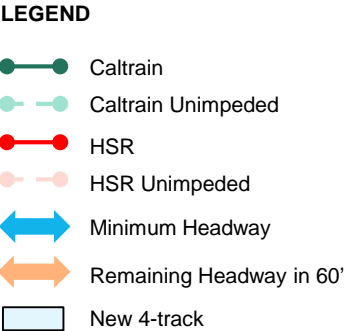 LEGEND
Caltrain
Caltrain Unimpeded
HSR
HSR Unimpeded
Minimum Headway
Remaining Headway in 60’
New 4-track